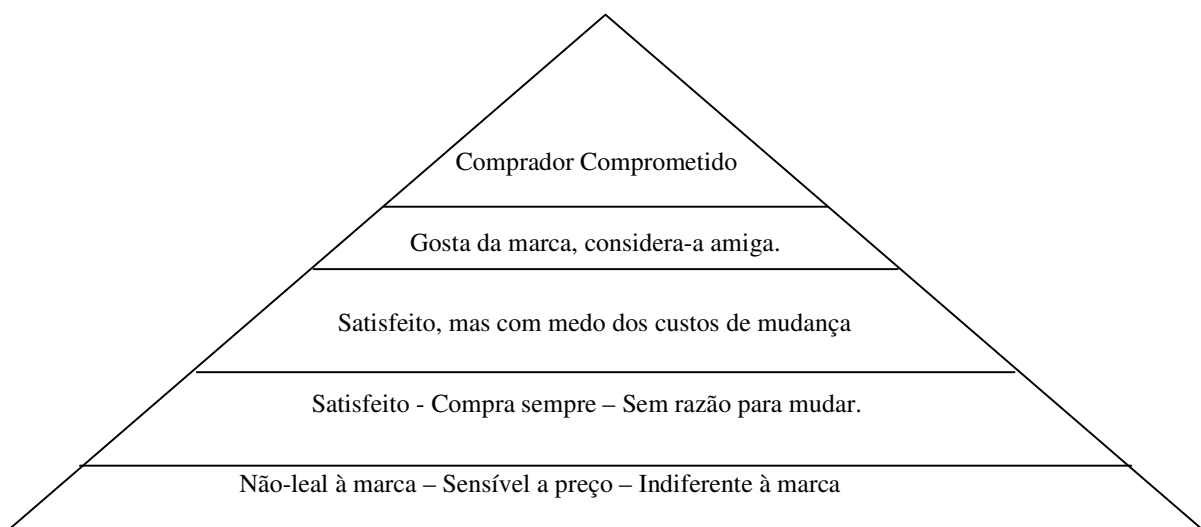 Comprador Comprometido
Gosta da marca, considera-a amiga.
Satisfeito, mas com medo dos custos de mudança
Satisfeito - Compra sempre – Sem razão para mudar.
Não-leal à marca – Sensível a preço – Indiferente à marca